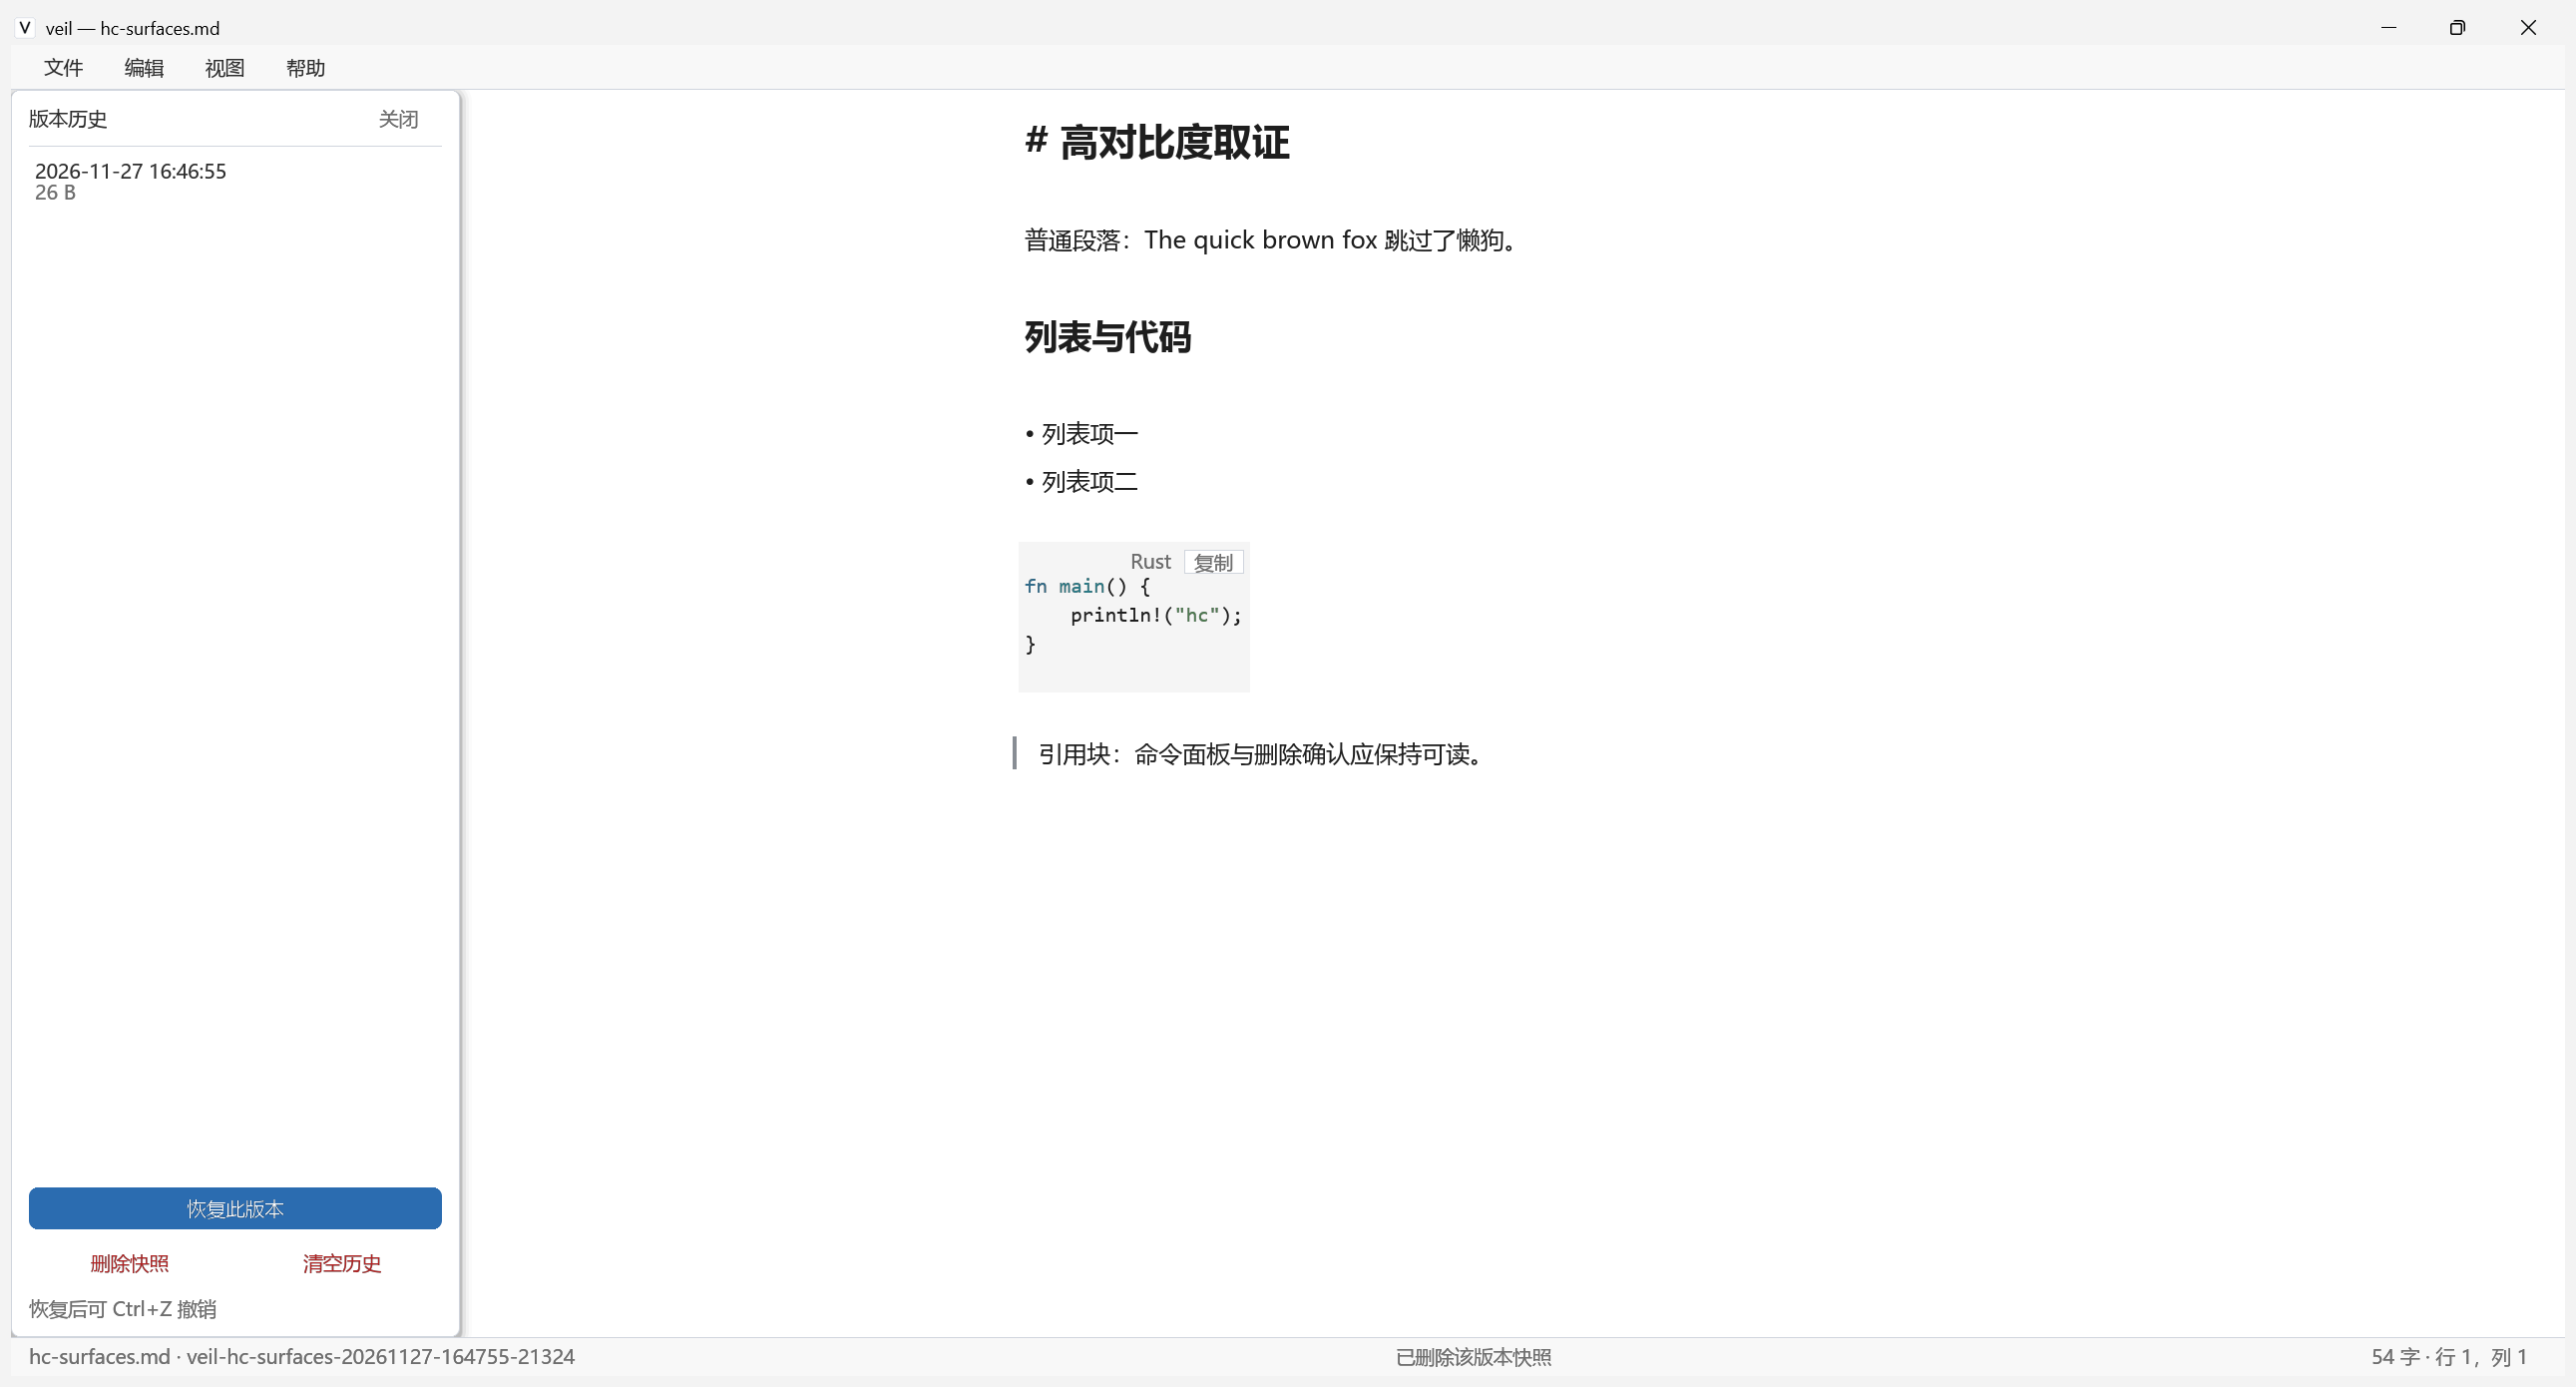 V veil — hc-surfaces.md
文件 编辑 视图 帮助
版本历史 关闭
2026-11-27 16:46:55
26 B
恢复此版本
删除快照 清空历史
恢复后可 Ctrl+Z 撤销
# 高对比度取证
普通段落：The quick brown fox 跳过了懒狗。
列表与代码
• 列表项一
• 列表项二
Rust 复制
fn main() {
    println!("hc");
}
引用块：命令面板与删除确认应保持可读。
hc-surfaces.md · veil-hc-surfaces-20261127-164755-21324 已删除该版本快照 54 字 · 行 1，列 1